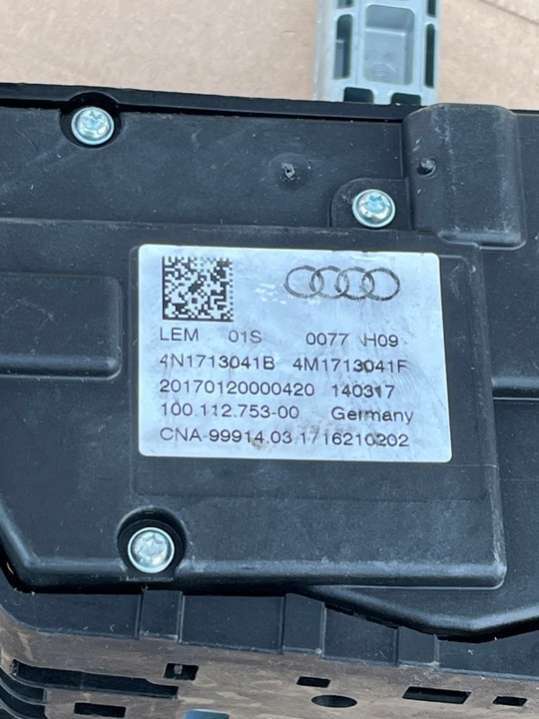 LEM 01S 0077 H09
4N1713041B 4M1713041F
20170120000420 140317
100.112.753-00 Germany
CNA-99914.03.1716210202